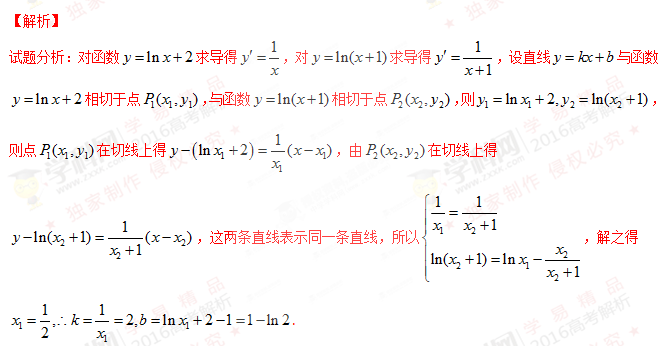 【解析】
试题分析：对函数 y = ln x + 2 求导得 y′ = 1/x ，对 y = ln(x+1) 求导得 y′ = 1/(x+1) ，设直线 y = kx + b 与函数
y = ln x + 2 相切于点 P₁(x₁, y₁) ，与函数 y = ln(x+1) 相切于点 P₂(x₂, y₂) ，则 y₁ = ln x₁ + 2, y₂ = ln(x₂+1) ，
则点 P₁(x₁, y₁) 在切线上得 y − (ln x₁ + 2) = 1/x₁ (x − x₁) ，由 P₂(x₂, y₂) 在切线上得
y − ln(x₂+1) = 1/(x₂+1) (x − x₂) ，这两条直线表示同一条直线，所以 { 1/x₁ = 1/(x₂+1) ; ln(x₂+1) = ln x₁ − x₂/(x₂+1) ，解之得
x₁ = 1/2 , ∴ k = 1/x₁ = 2, b = ln x₁ + 2 − 1 = 1 − ln 2 .